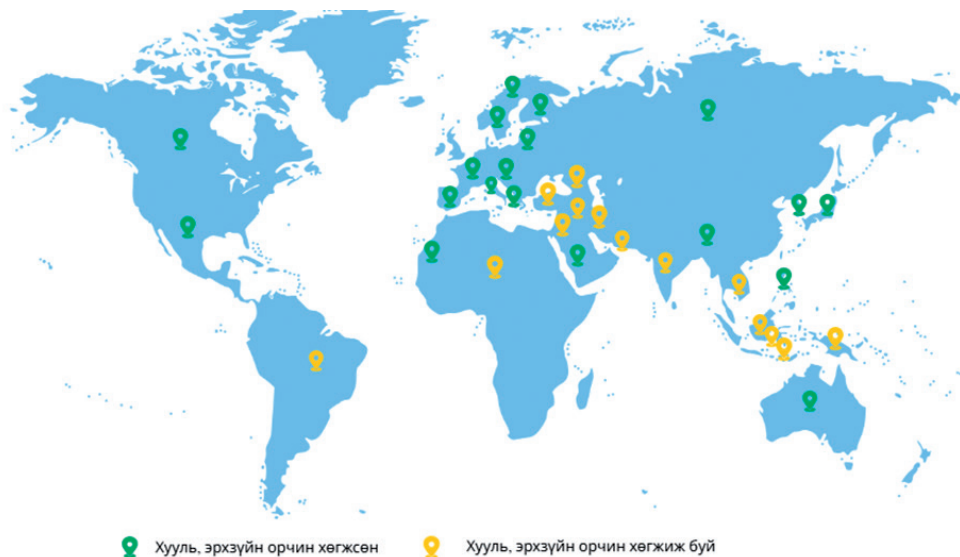 Хууль, эрхзүйн орчин хөгжсөн
Хууль, эрхзүйн орчин хөгжиж буй